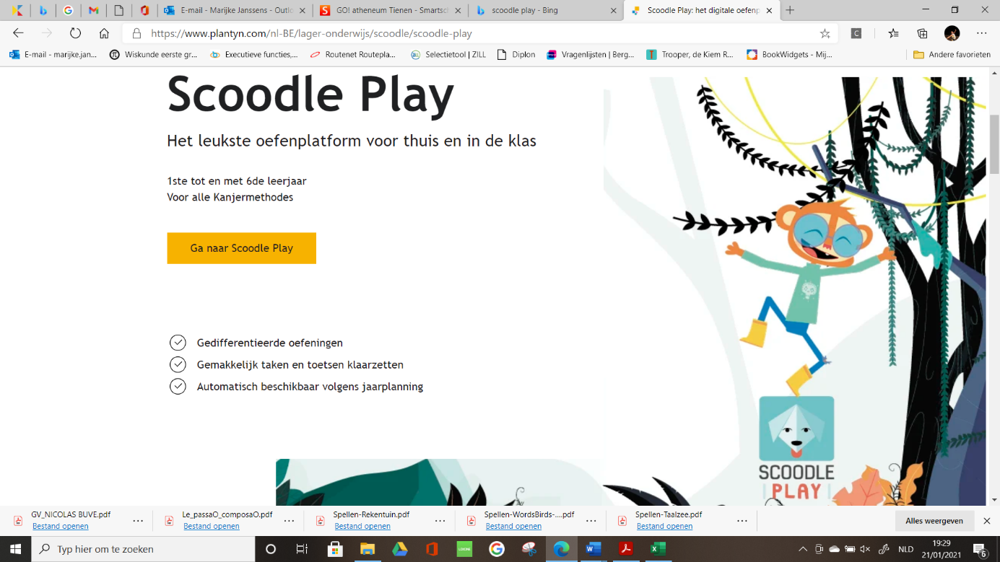 E-mail - Marijke Janssens - Outlo
GO! atheneum Tienen - Smartsch
scoodle play - Bing
Scoodle Play: het digitale oefenp
https://www.plantyn.com/nl-BE/lager-onderwijs/scoodle/scoodle-play
E-mail - marijke.jan...
Wiskunde eerste gr...
Executieve functies,...
Routenet Routepla...
Selectietool | ZILL
Diplon
Vragenlijsten | Berg...
Trooper, de Kiem R...
BookWidgets - Mij...
Andere favorieten
Scoodle Play
Het leukste oefenplatform voor thuis en in de klas
1ste tot en met 6de leerjaar
Voor alle Kanjermethodes
Ga naar Scoodle Play
Gedifferentieerde oefeningen
Gemakkelijk taken en toetsen klaarzetten
Automatisch beschikbaar volgens jaarplanning
SCOODLE
PLAY
GV_NICOLAS BUVE.pdf
Bestand openen
Le_passaO_composaO.pdf
Bestand openen
Spellen-Rekentuin.pdf
Bestand openen
Spellen-WordsBirds-....pdf
Bestand openen
Spellen-Taalzee.pdf
Bestand openen
Alles weergeven
Typ hier om te zoeken
NLD
19:29
21/01/2021
6